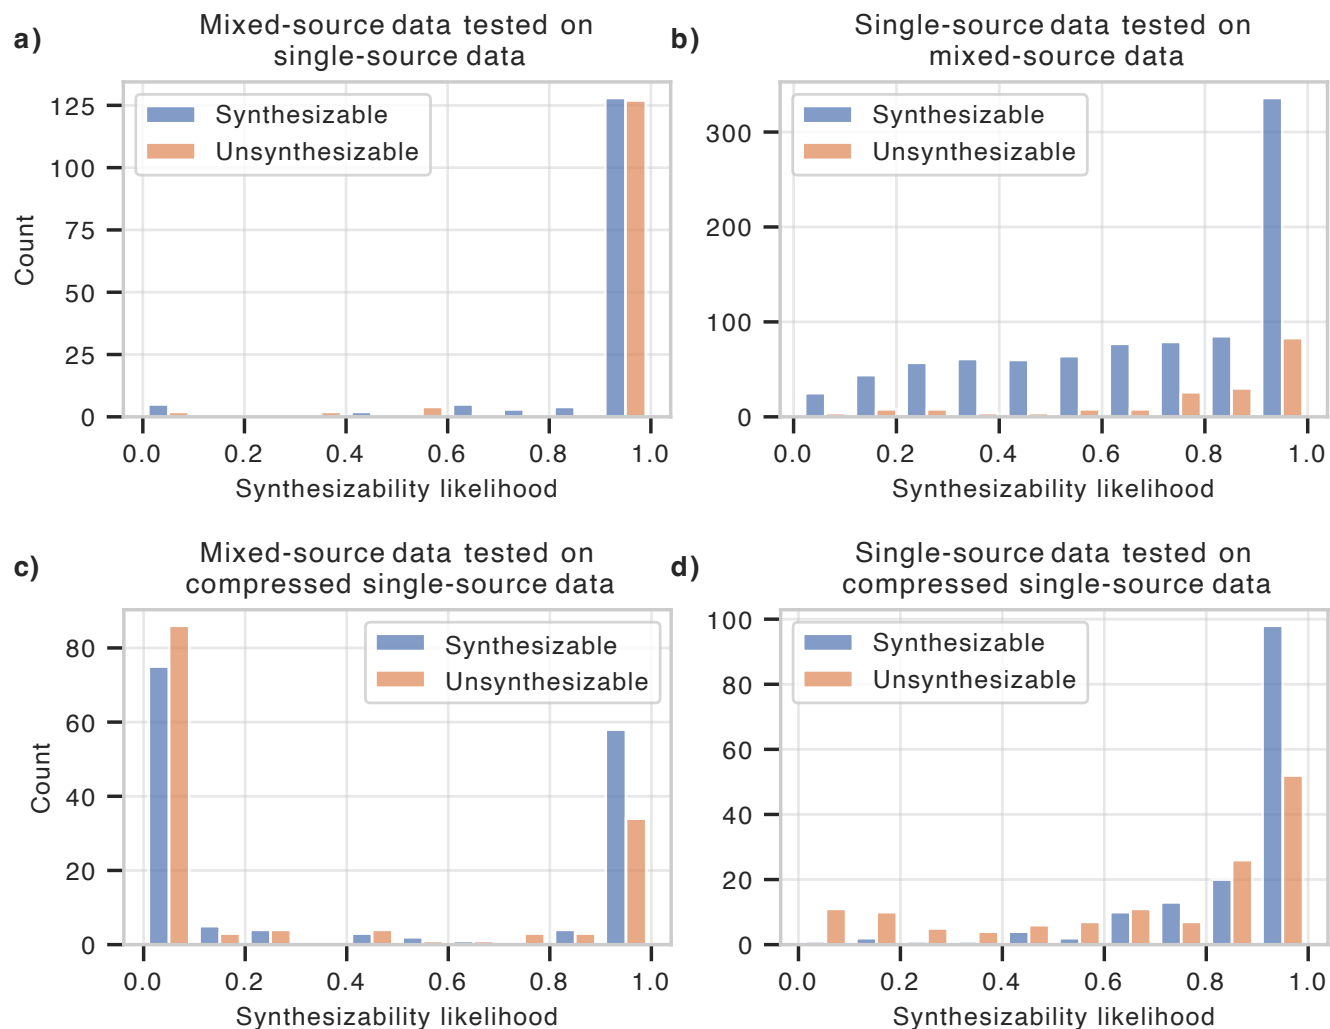 a)
Mixed-source data tested on
single-source data
125
100
75
50
25
0
Count
Synthesizable
Unsynthesizable
0.0 0.2 0.4 0.6 0.8 1.0
Synthesizability likelihood
b)
Single-source data tested on
mixed-source data
300
200
100
0
Synthesizable
Unsynthesizable
0.0 0.2 0.4 0.6 0.8 1.0
Synthesizability likelihood
c)
Mixed-source data tested on
compressed single-source data
80
60
40
20
0
Count
Synthesizable
Unsynthesizable
0.0 0.2 0.4 0.6 0.8 1.0
Synthesizability likelihood
d)
Single-source data tested on
compressed single-source data
100
80
60
40
20
0
Synthesizable
Unsynthesizable
0.0 0.2 0.4 0.6 0.8 1.0
Synthesizability likelihood